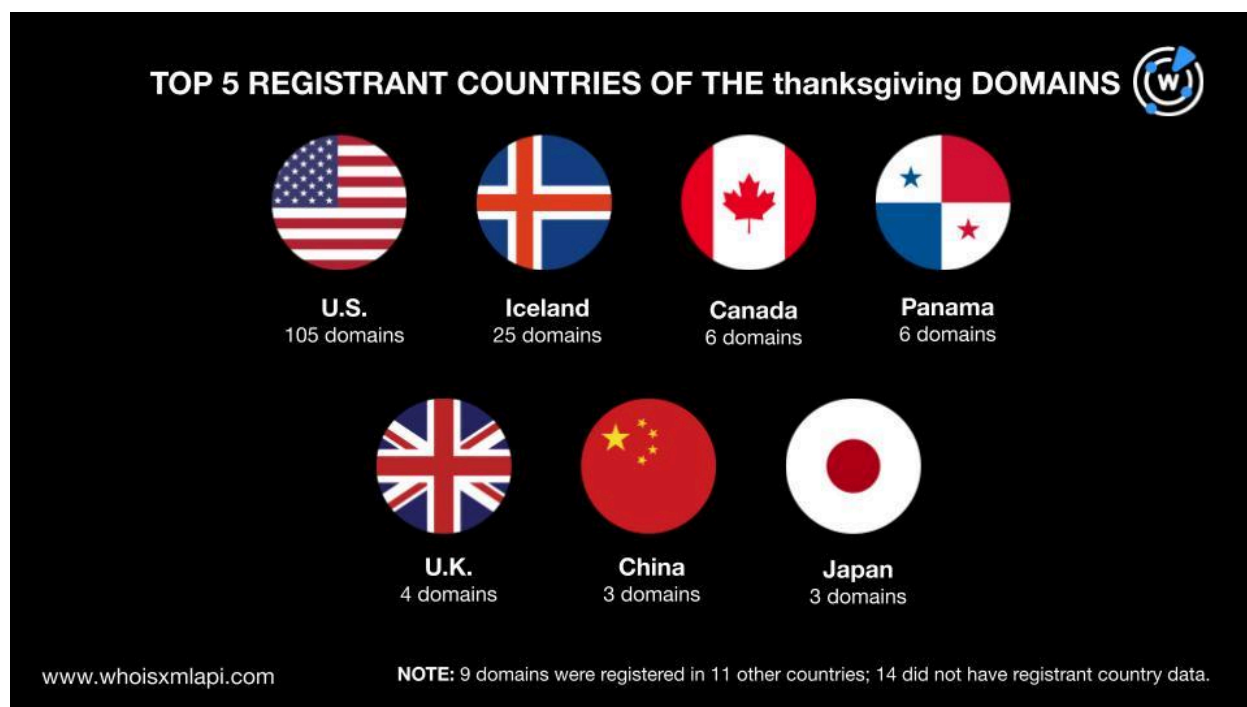 TOP 5 REGISTRANT COUNTRIES OF THE thanksgiving DOMAINS
W
U.S.
105 domains
Iceland
25 domains
Canada
6 domains
Panama
6 domains
U.K.
4 domains
China
3 domains
Japan
3 domains
www.whoisxmlapi.com
NOTE: 9 domains were registered in 11 other countries; 14 did not have registrant country data.